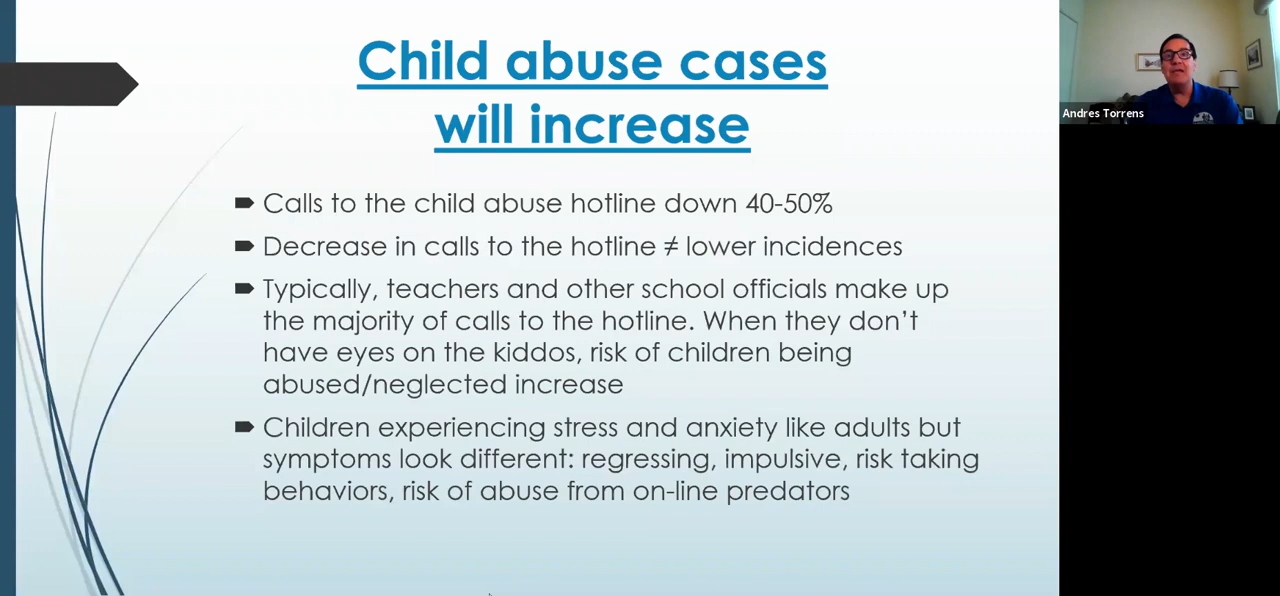 Child abuse cases
will increase
Andres Torrens
Calls to the child abuse hotline down 40-50%
Decrease in calls to the hotline ≠ lower incidences
Typically, teachers and other school officials make up
the majority of calls to the hotline. When they don’t
have eyes on the kiddos, risk of children being
abused/neglected increase
Children experiencing stress and anxiety like adults but
symptoms look different: regressing, impulsive, risk taking
behaviors, risk of abuse from on-line predators